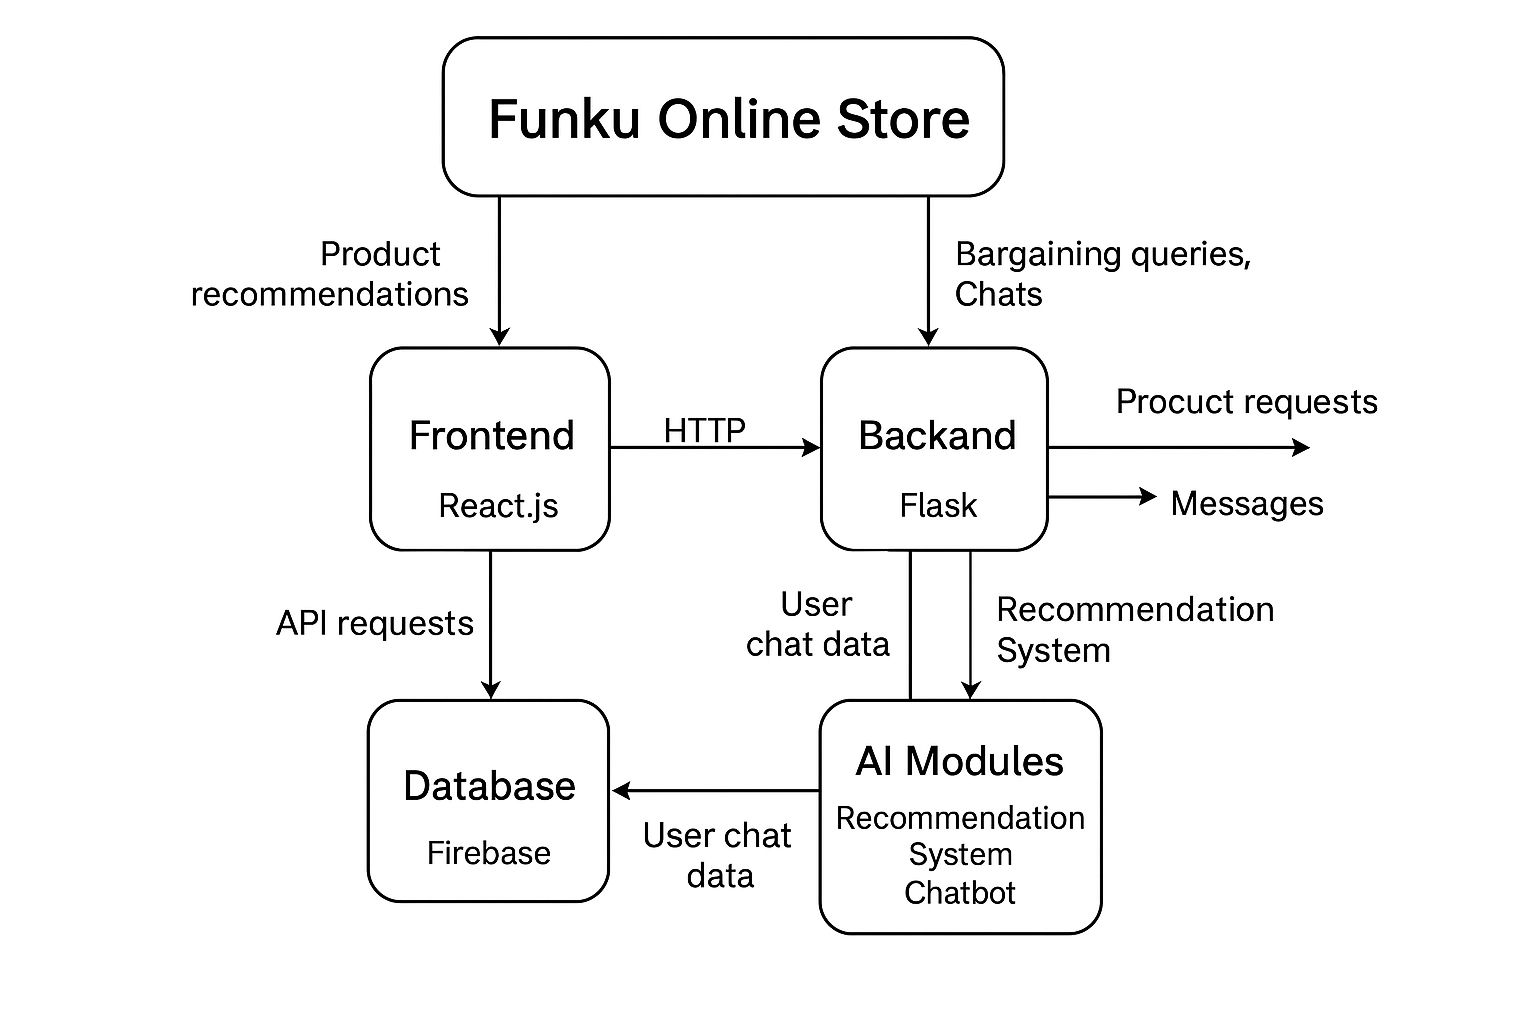 Funku Online Store
Product
recommendations
Bargaining queries,
Chats
Frontend
React.js
HTTP
Backand
Flask
Procuct requests
Messages
API requests
User
chat data
Recommendation
System
Database
Firebase
User chat
data
AI Modules
Recommendation
System
Chatbot